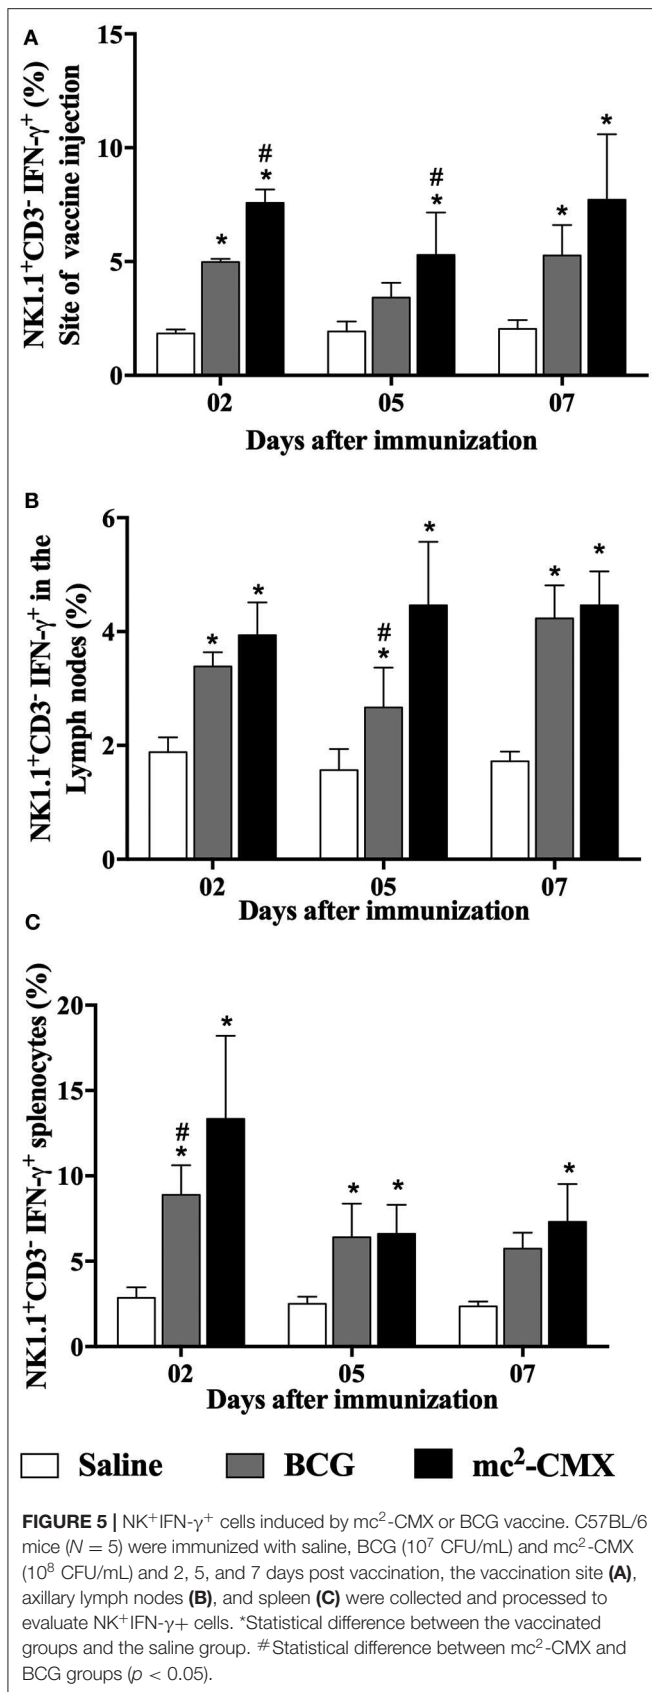 A
NK1.1⁺CD3⁻ IFN-γ⁺ (%)
Site of vaccine injection
15
10
5
0
*
#
*
#
*
*
*
02
05
07
Days after immunization
B
NK1.1⁺CD3⁻ IFN-γ⁺ in the
Lymph nodes (%)
6
4
2
0
*
*
#
*
*
*
*
02
05
07
Days after immunization
C
NK1.1⁺CD3⁻ IFN-γ⁺ splenocytes (%)
20
15
10
5
0
#
*
*
*
*
*
02
05
07
Days after immunization
Saline
BCG
mc²-CMX
FIGURE 5 | NK⁺IFN-γ⁺ cells induced by mc²-CMX or BCG vaccine. C57BL/6
mice (N = 5) were immunized with saline, BCG (10⁷ CFU/mL) and mc²-CMX
(10⁸ CFU/mL) and 2, 5, and 7 days post vaccination, the vaccination site (A),
axillary lymph nodes (B), and spleen (C) were collected and processed to
evaluate NK⁺IFN-γ+ cells. *Statistical difference between the vaccinated
groups and the saline group. #Statistical difference between mc²-CMX and
BCG groups (p < 0.05).